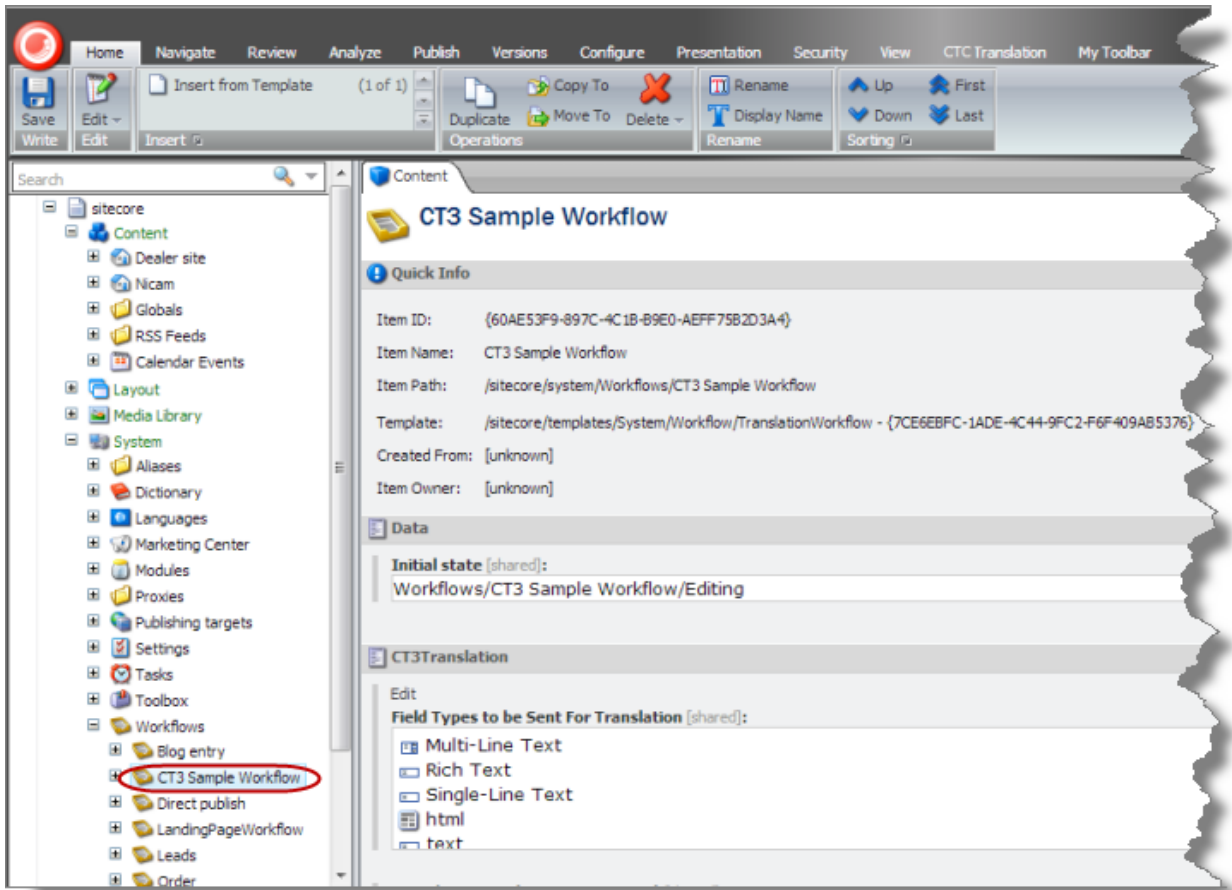 Home Navigate Review Analyze Publish Versions Configure Presentation Security View CTC Translation My Toolbar
Insert from Template (1 of 1) Copy To Rename Up First
Save Edit Duplicate Move To Delete Display Name Down Last
Write Edit Insert Operations Rename Sorting
Search
sitecore
Content
Dealer site
Nicam
Globals
RSS Feeds
Calendar Events
Layout
Media Library
System
Aliases
Dictionary
Languages
Marketing Center
Modules
Proxies
Publishing targets
Settings
Tasks
Toolbox
Workflows
Blog entry
CT3 Sample Workflow
Direct publish
LandingPageWorkflow
Leads
Order
Content
CT3 Sample Workflow
Quick Info
Item ID: {60AE53F9-897C-4C1B-B9E0-AEFF75B2D3A4}
Item Name: CT3 Sample Workflow
Item Path: /sitecore/system/Workflows/CT3 Sample Workflow
Template: /sitecore/templates/System/Workflow/TranslationWorkflow - {7CE6EBFC-1ADE-4C44-9FC2-F6F409AB5376}
Created From: [unknown]
Item Owner: [unknown]
Data
Initial state [shared]:
Workflows/CT3 Sample Workflow/Editing
CT3Translation
Edit
Field Types to be Sent For Translation [shared]:
Multi-Line Text
Rich Text
Single-Line Text
html
text